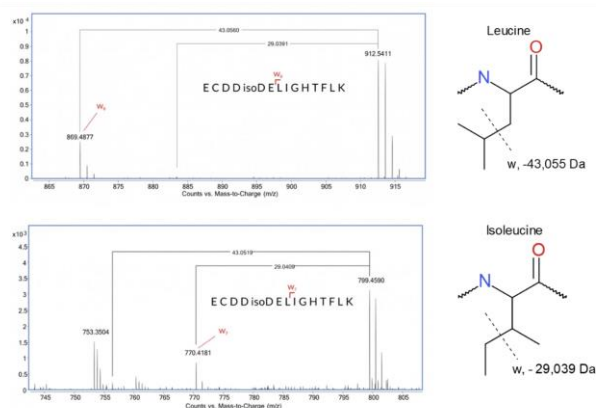 x10 4
1
0.9
0.8
0.7
0.6
0.5
0.4
0.3
0.2
0.1
0
43.0560
29.0391
912.5411
w8
ECDDisoDELIGHTFLK
w8
869.4877
865 870 875 880 885 890 895 900 905 910 915
Counts vs. Mass-to-Charge (m/z)
Leucine
O
N
w, -43,055 Da
x10 3
4.5
4
3.5
3
2.5
2
1.5
1
0.5
0
43.0519
29.0409
799.4590
w7
ECDDisoDELIGHTFLK
753.3504
w7
770.4181
745 750 755 760 765 770 775 780 785 790 795 800 805
Counts vs. Mass-to-Charge (m/z)
Isoleucine
O
N
w, - 29,039 Da